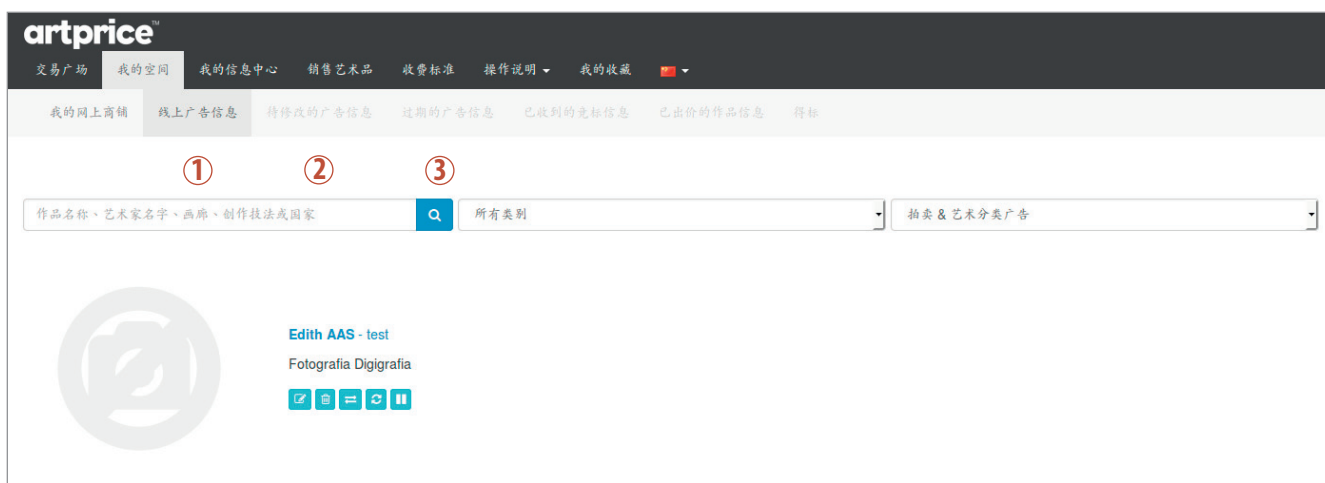 artprice™
交易广场 我的空间 我的信息中心 销售艺术品 收费标准 操作说明 我的收藏
我的网上商铺 线上广告信息 待修改的广告信息 过期的广告信息 已收到的竞标信息 已出价的作品信息 得标
① ② ③
作品名称、艺术家名字、画廊、创作技法或国家 所有类别 拍卖 & 艺术分类广告
Edith AAS - test
Fotografia Digigrafia